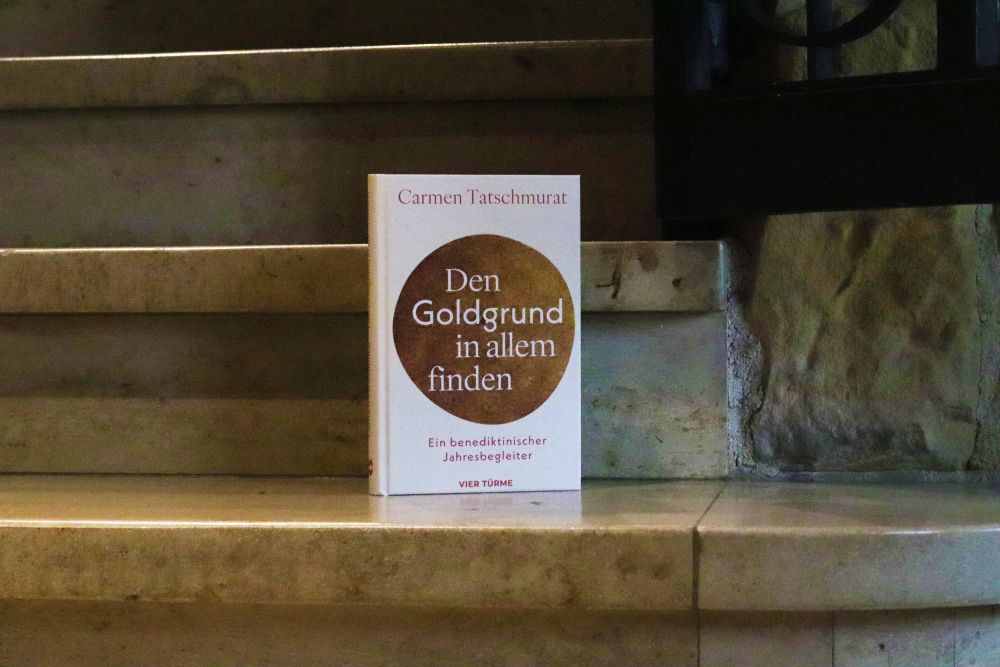 Carmen Tatschmurat
Den
Goldgrund
in allem
finden
Ein benediktinischer
Jahresbegleiter
VIER TÜRME